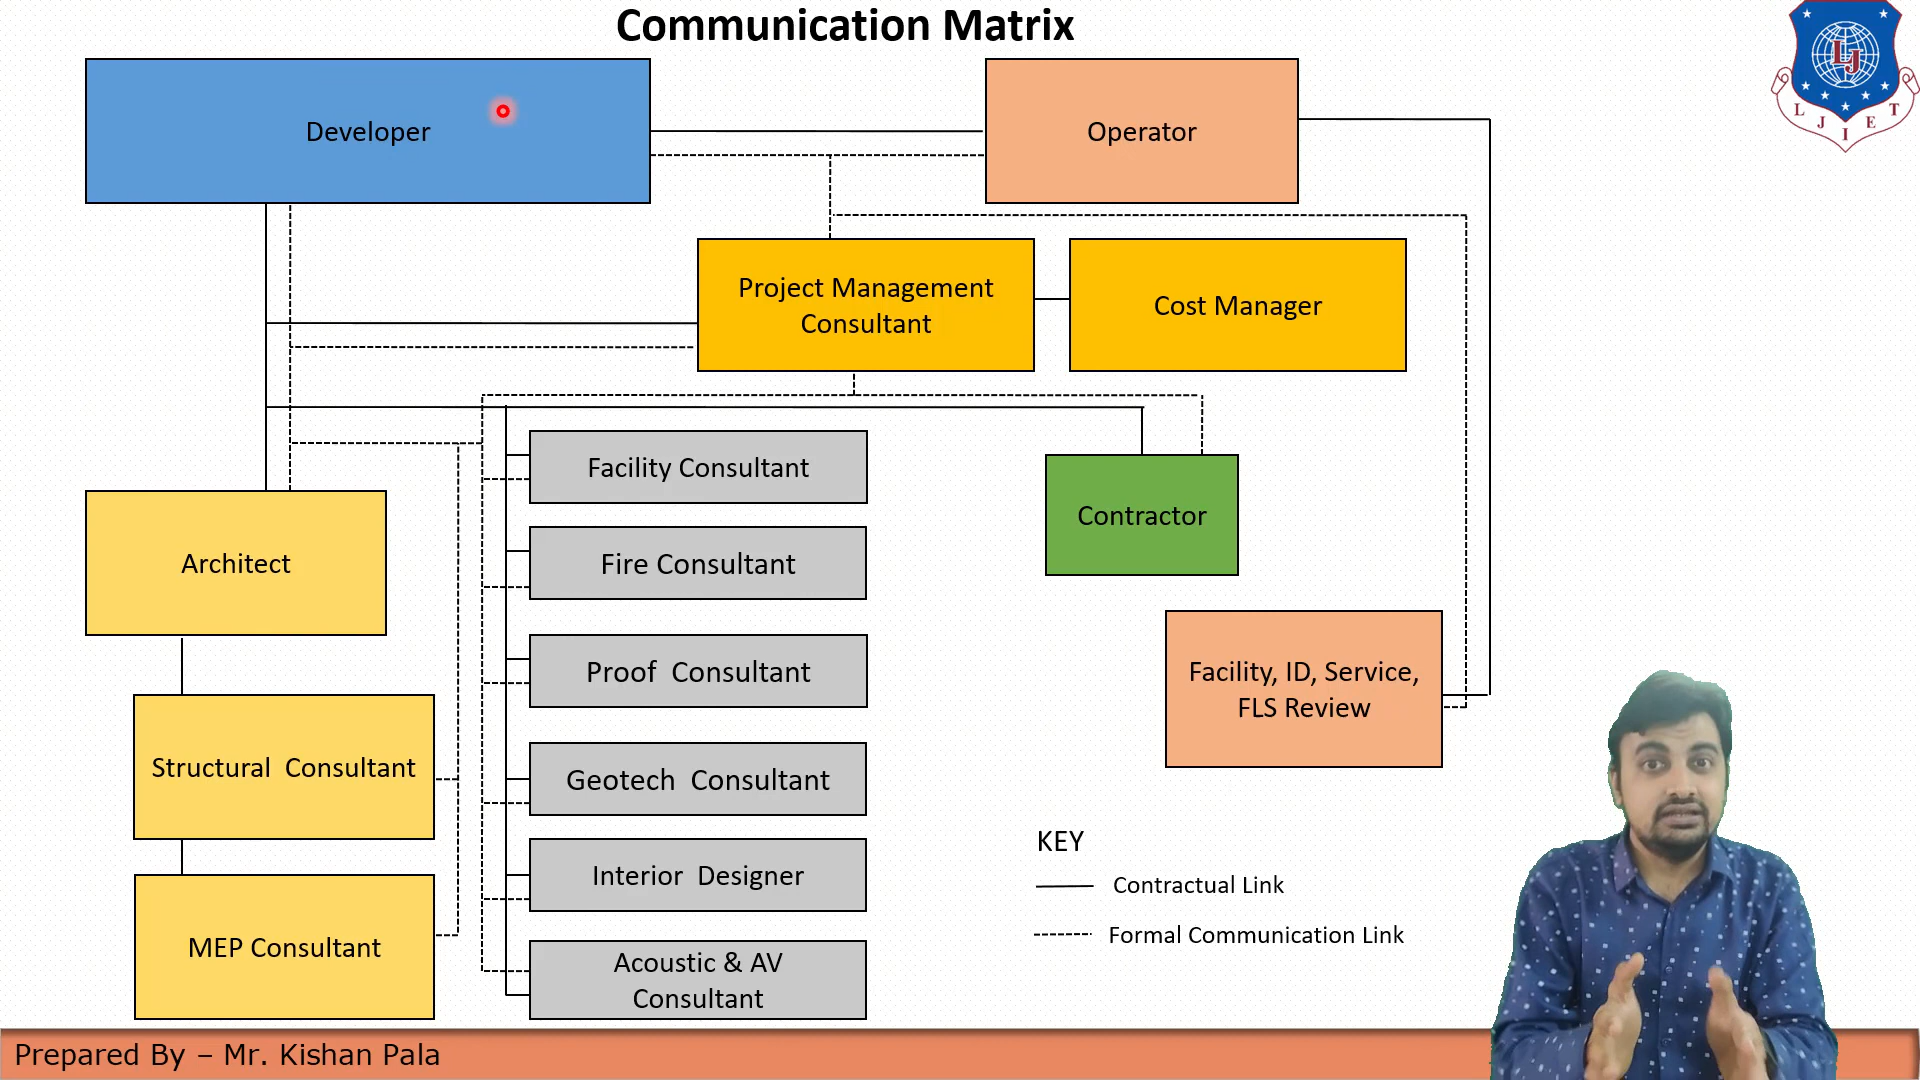 Communication Matrix
LJ
L J I E T
Developer
Operator
Project Management
Consultant
Cost Manager
Facility Consultant
Contractor
Architect
Fire Consultant
Proof Consultant
Facility, ID, Service,
FLS Review
Structural Consultant
Geotech Consultant
KEY
Interior Designer
Contractual Link
MEP Consultant
Formal Communication Link
Acoustic & AV
Consultant
Prepared By – Mr. Kishan Pala